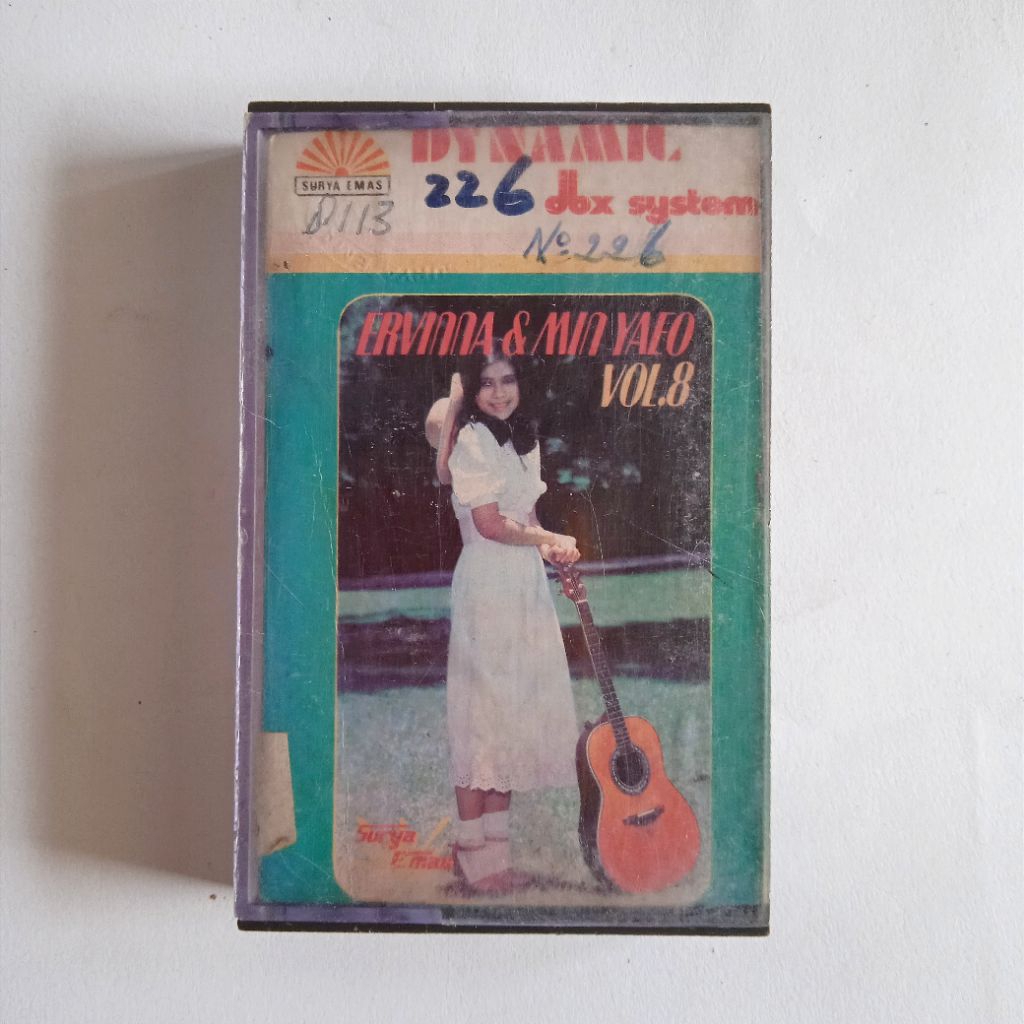 DYNAMIC
SURYA EMAS
226 dbx system
D113
№ 226
ERVINNA & MIN YAEO
VOL.8
Surya
Emas